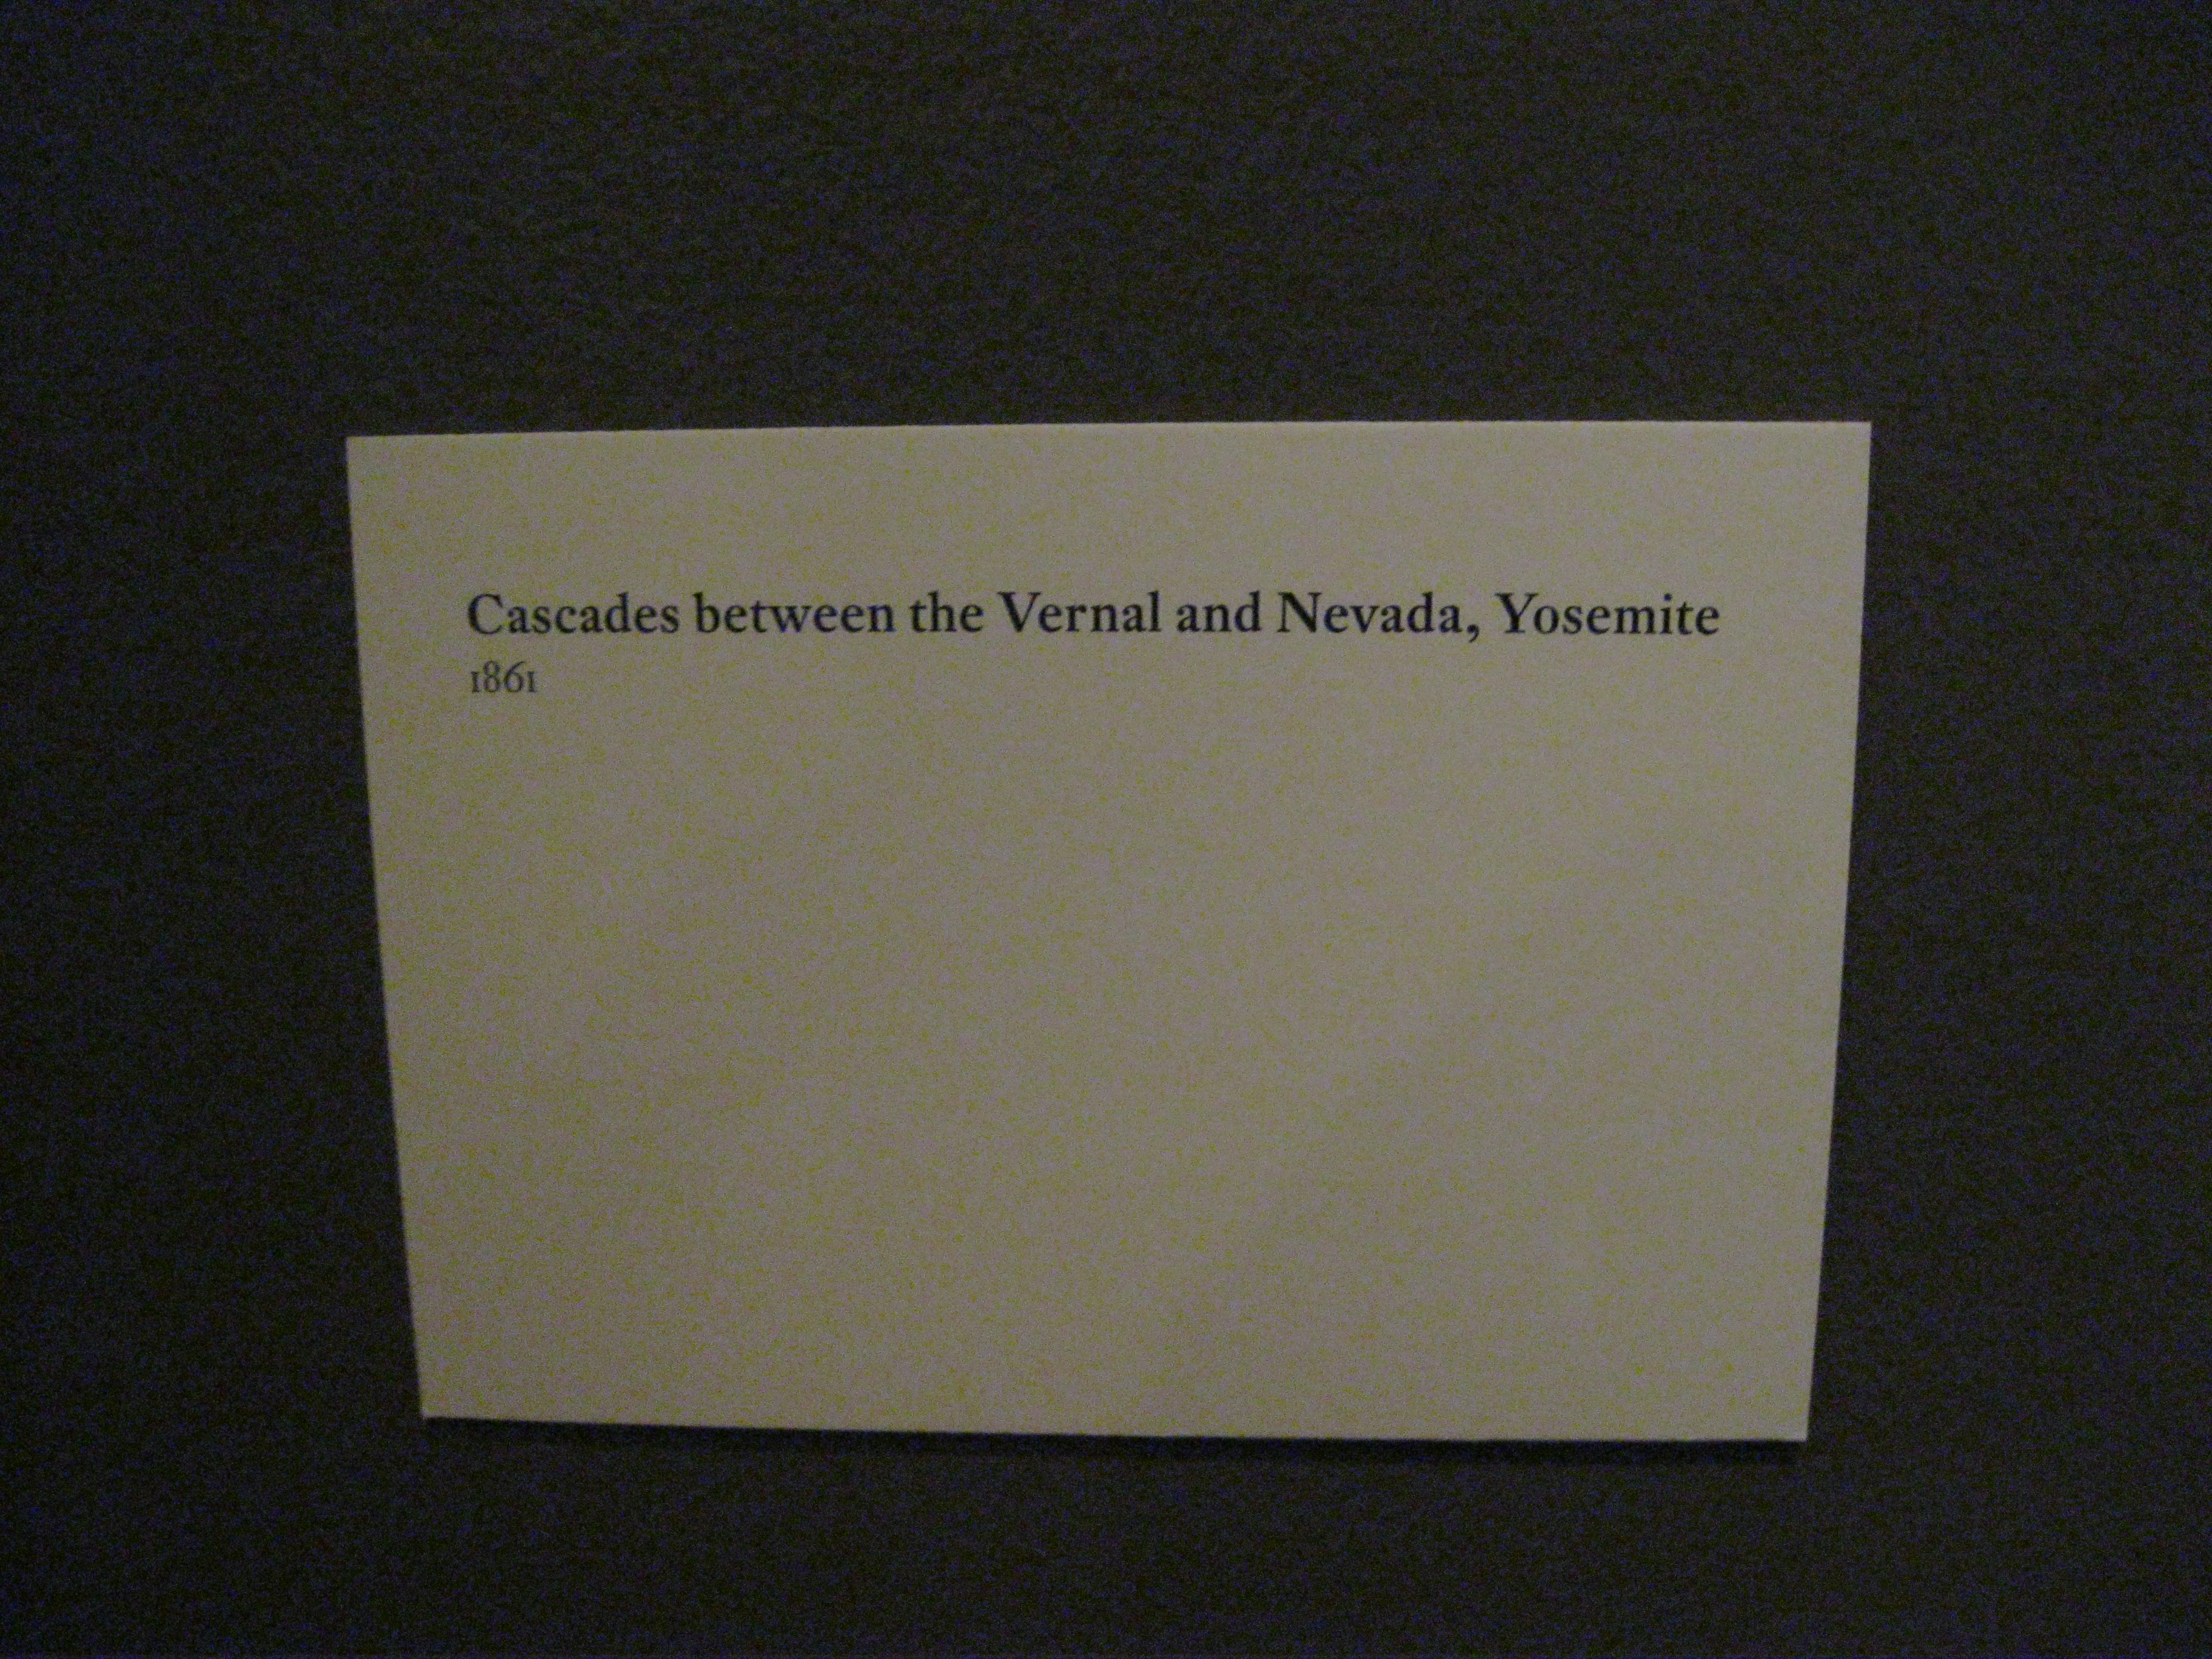 Cascades between the Vernal and Nevada, Yosemite
1861